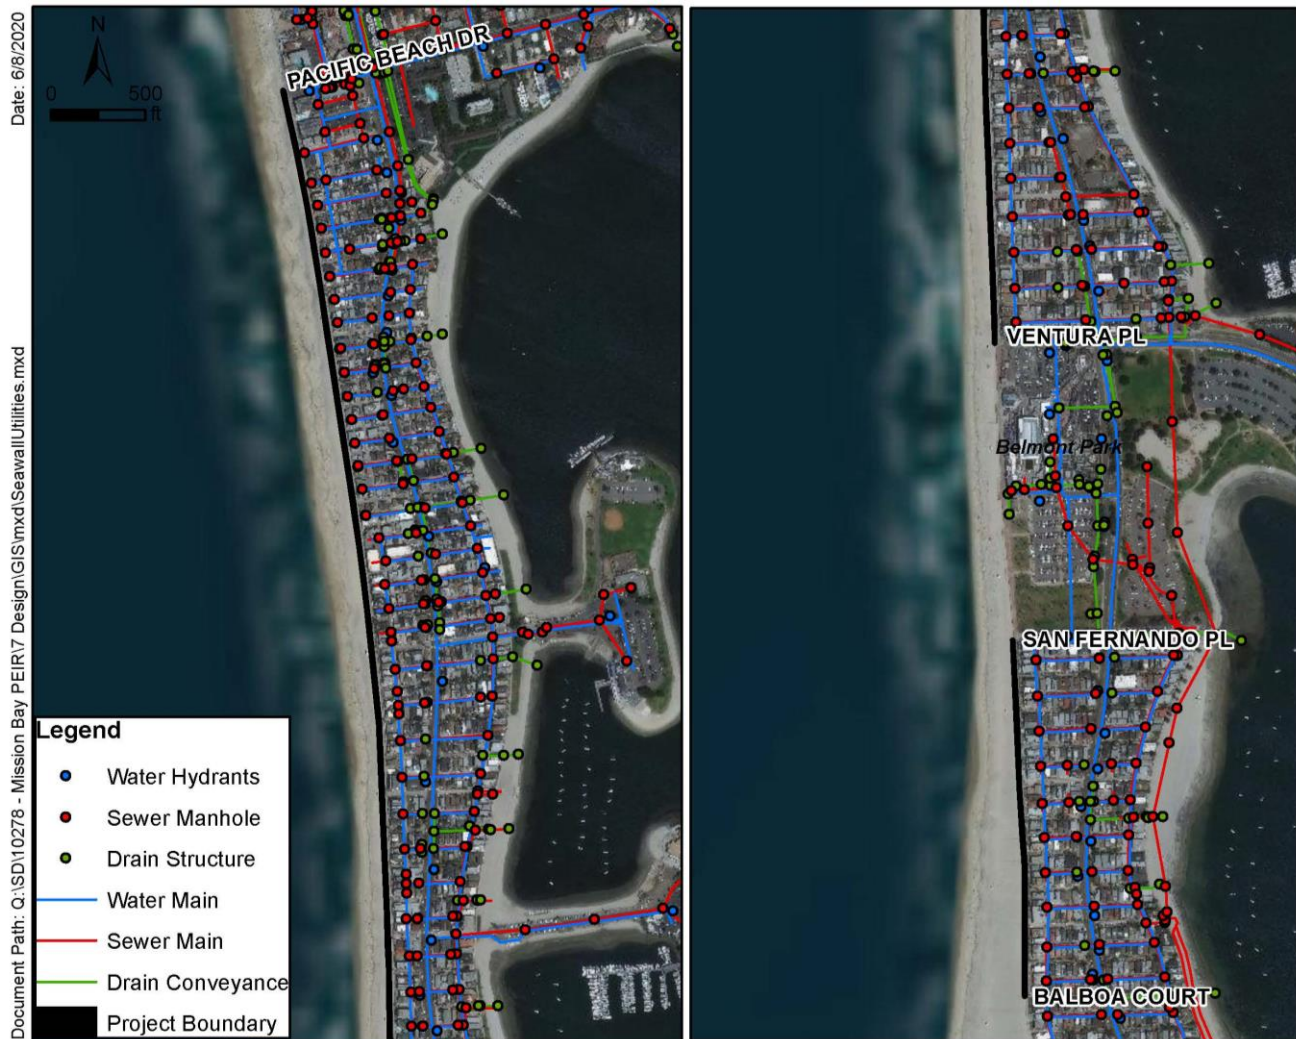 Date: 6/8/2020
Document Path: Q:\SD\10278 - Mission Bay PEIR\7 Design\GIS\mxd\SeawallUtilities.mxd
N
0 500
ft
PACIFIC BEACH DR
Legend
Water Hydrants
Sewer Manhole
Drain Structure
Water Main
Sewer Main
Drain Conveyance
Project Boundary
VENTURA PL
Belmont Park
SAN FERNANDO PL
BALBOA COURT